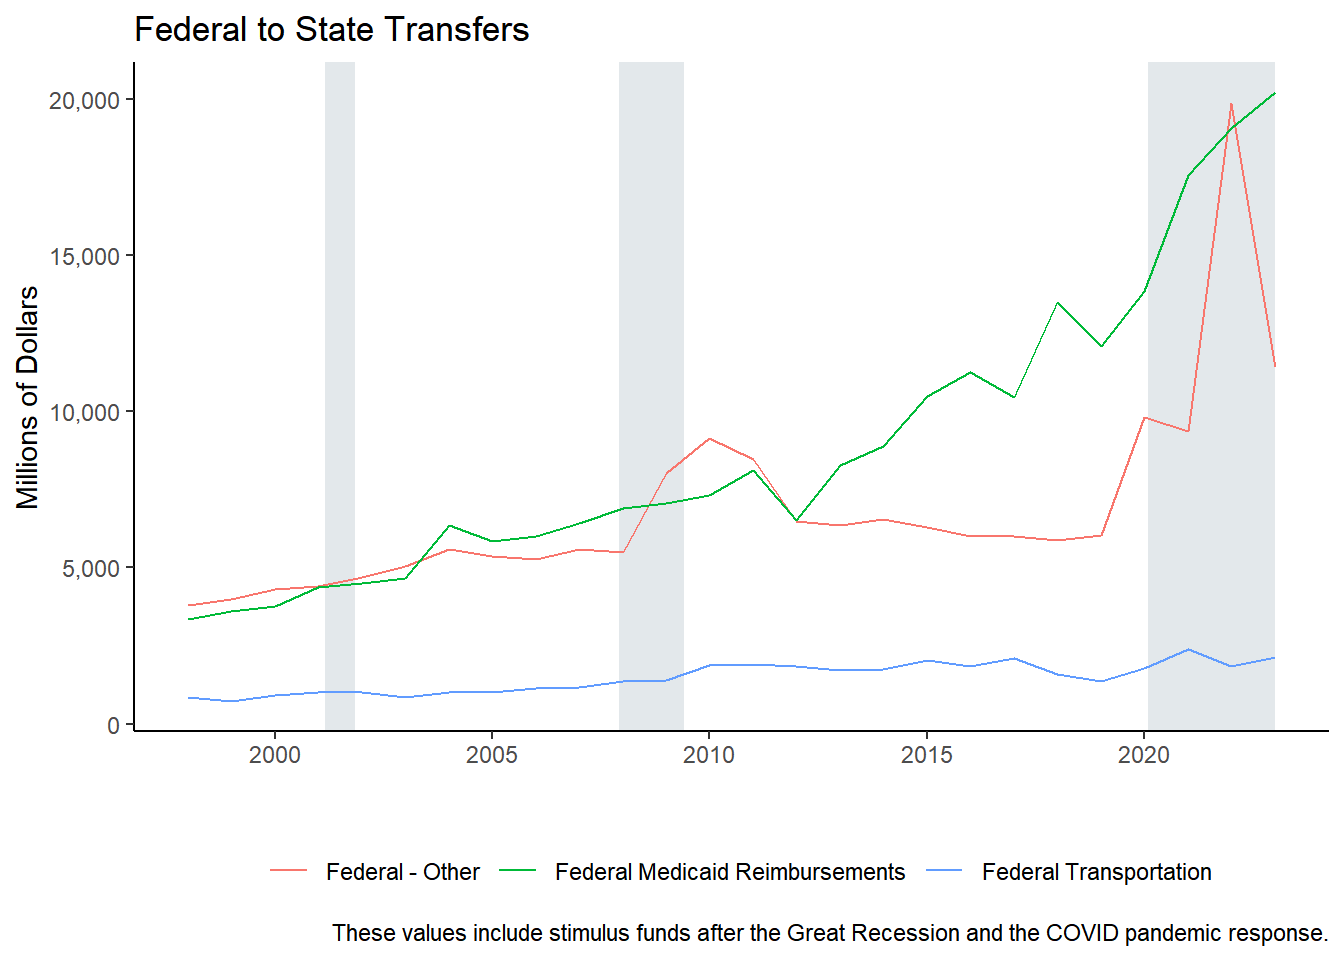 Federal to State Transfers
Millions of Dollars
20,000
15,000
10,000
5,000
0
2000 2005 2010 2015 2020
Federal - Other Federal Medicaid Reimbursements Federal Transportation
These values include stimulus funds after the Great Recession and the COVID pandemic response.